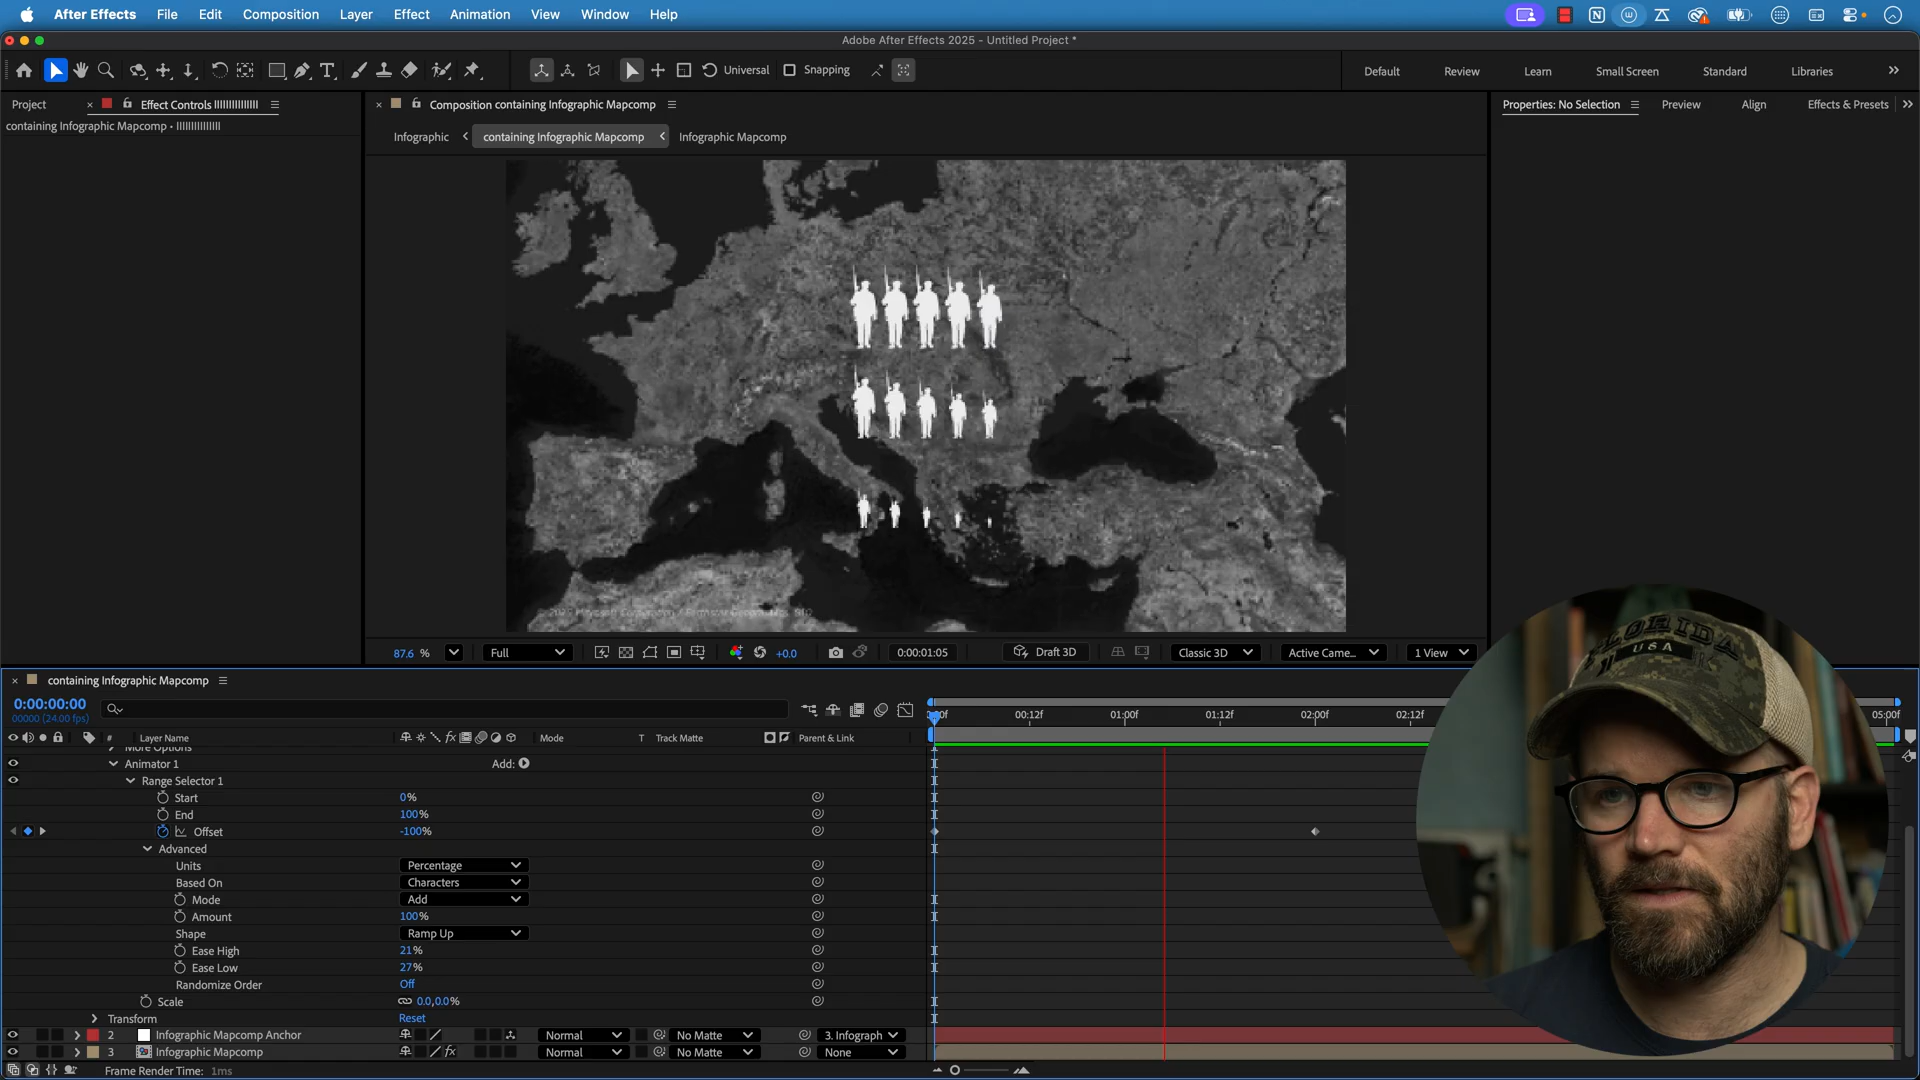 After Effects File Edit Composition Layer Effect Animation View Window Help
Adobe After Effects 2025 - Untitled Project *
Universal Snapping Default Review Learn Small Screen Standard Libraries
Project Effect Controls IIIIIIIIIIIIIII Composition containing Infographic Mapcomp Properties: No Selection Preview Align Effects & Presets
containing Infographic Mapcomp • IIIIIIIIIIIIIII
Infographic containing Infographic Mapcomp Infographic Mapcomp
87.6 % Full +0.0 0:00:01:05 Draft 3D Classic 3D Active Came... 1 View
FLORIDA
USA
containing Infographic Mapcomp
0:00:00:00
00000 (24.00 fps)
00:12f 01:00f 01:12f 02:00f 02:12f 05:00f
# Layer Name Mode T Track Matte Parent & Link
More Options
Animator 1 Add:
Range Selector 1
Start 0%
End 100%
Offset -100%
Advanced
Units Percentage
Based On Characters
Mode Add
Amount 100%
Shape Ramp Up
Ease High 21%
Ease Low 27%
Randomize Order Off
Scale 0.0,0.0%
Transform Reset
2 Infographic Mapcomp Anchor Normal No Matte 3. Infograph
3 Infographic Mapcomp Normal No Matte None
Frame Render Time: 1ms